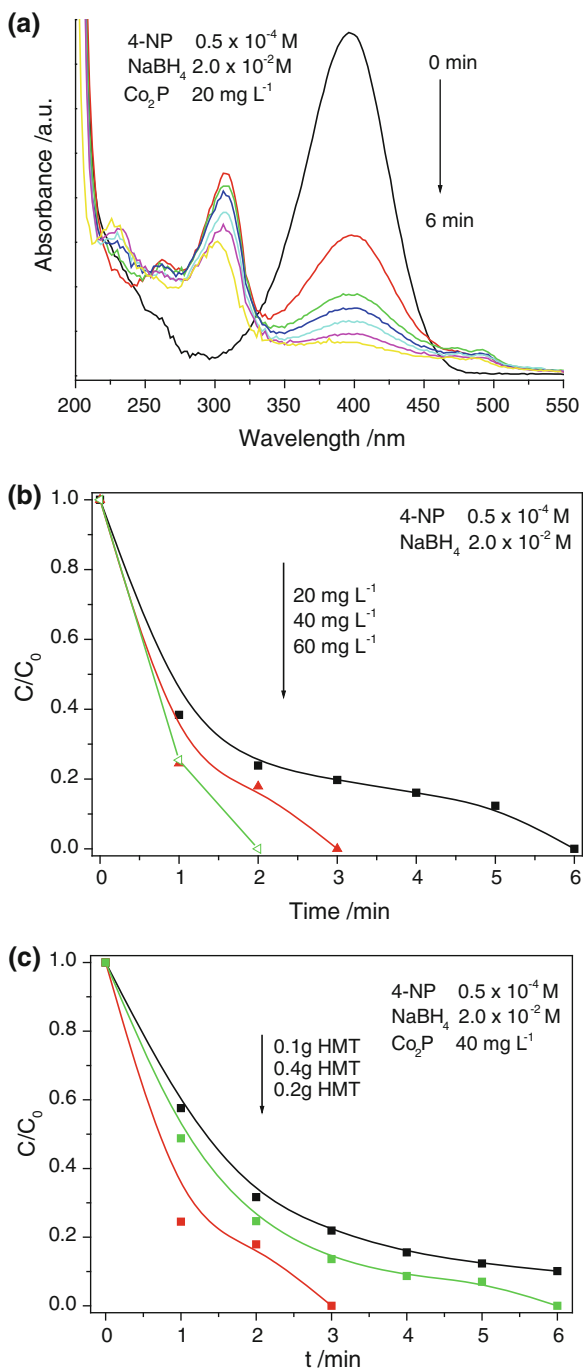 (a)
4-NP 0.5 x 10⁻⁴ M
NaBH₄ 2.0 x 10⁻² M
Co₂P 20 mg L⁻¹
0 min
6 min
Absorbance /a.u.
200 250 300 350 400 450 500 550
Wavelength /nm
(b)
4-NP 0.5 x 10⁻⁴ M
NaBH₄ 2.0 x 10⁻² M
20 mg L⁻¹
40 mg L⁻¹
60 mg L⁻¹
C/C₀
1.0
0.8
0.6
0.4
0.2
0.0
0 1 2 3 4 5 6
Time /min
(c)
4-NP 0.5 x 10⁻⁴ M
NaBH₄ 2.0 x 10⁻² M
Co₂P 40 mg L⁻¹
0.1g HMT
0.4g HMT
0.2g HMT
C/C₀
1.0
0.8
0.6
0.4
0.2
0.0
0 1 2 3 4 5 6
t /min